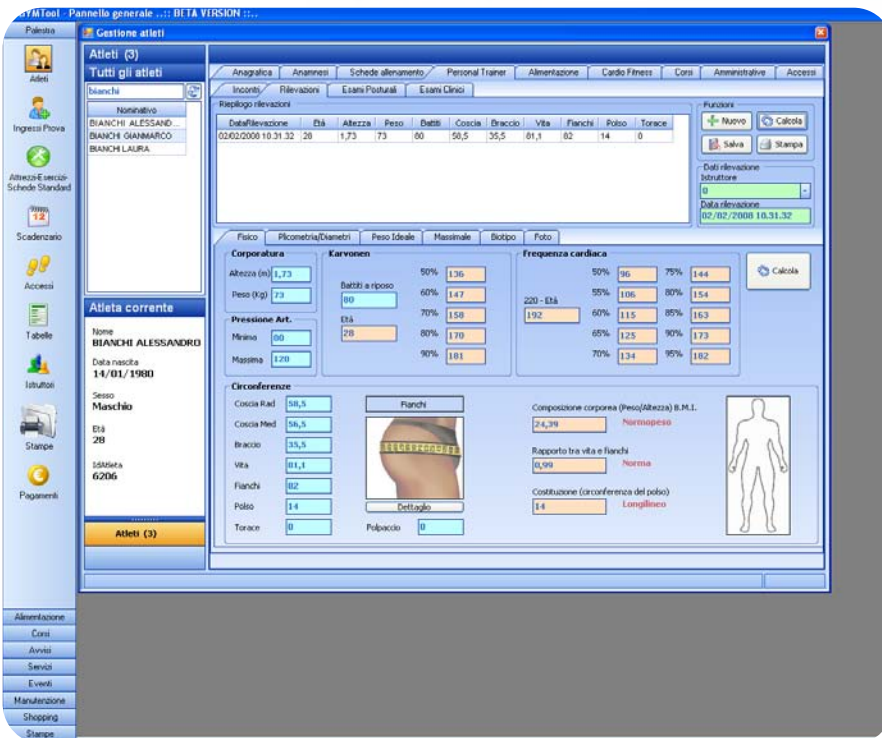 GYMTool - Pannello generale ..:: BETA VERSION ::..
Palestra
Atleti
Ingressi Prova
Attrezzi-Esercizi-
Schede Standard
12
Scadenzario
Accessi
Tabelle
Istruttori
Stampe
Pagamenti
Alimentazione
Corsi
Avvisi
Servizi
Eventi
Manutenzione
Shopping
Stampe
Gestione atleti
Atleti (3)
Tutti gli atleti
bianchi
Nominativo
BIANCHI ALESSAND...
BIANCHI GIANMARCO
BIANCHI LAURA
Atleta corrente
Nome
BIANCHI ALESSANDRO
Data nascita
14/01/1980
Sesso
Maschio
Età
28
IdAtleta
6206
Atleti (3)
Anagrafica Anamnesi Schede allenamento Personal Trainer Alimentazione Cardio Fitness Corsi Amministrative Accessi
Incontri Rilevazioni Esami Posturali Esami Clinici
Riepilogo rilevazioni
DataRilevazione Età Altezza Peso Battiti Coscia Braccio Vita Fianchi Polso Torace
02/02/2008 10.31.32 28 1,73 73 80 58,5 35,5 81,1 82 14 0
Funzioni
Nuovo Calcola
Salva Stampa
Dati rilevazione
Istruttore
0
Data rilevazione
02/02/2008 10.31.32
Fisico Plicometria/Diametri Peso Ideale Massimale Biotipo Foto
Corporatura
Altezza (m) 1,73
Peso (Kg) 73
Pressione Art.
Minima 80
Massima 120
Karvonen
Battiti a riposo
80
Età
28
50% 136
60% 147
70% 158
80% 170
90% 181
Frequenza cardiaca
220 - Età
192
50% 96 75% 144
55% 106 80% 154
60% 115 85% 163
65% 125 90% 173
70% 134 95% 182
Calcola
Circonferenze
Coscia Rad 58,5
Coscia Med 56,5
Braccio 35,5
Vita 81,1
Fianchi 82
Polso 14
Torace 0
Fianchi
Dettaglio
Polpaccio 0
Composizione corporea (Peso/Altezza) B.M.I.
24,39 Normopeso
Rapporto tra vita e fianchi
0,99 Norma
Costituzione (circonferenza del polso)
14 Longilineo